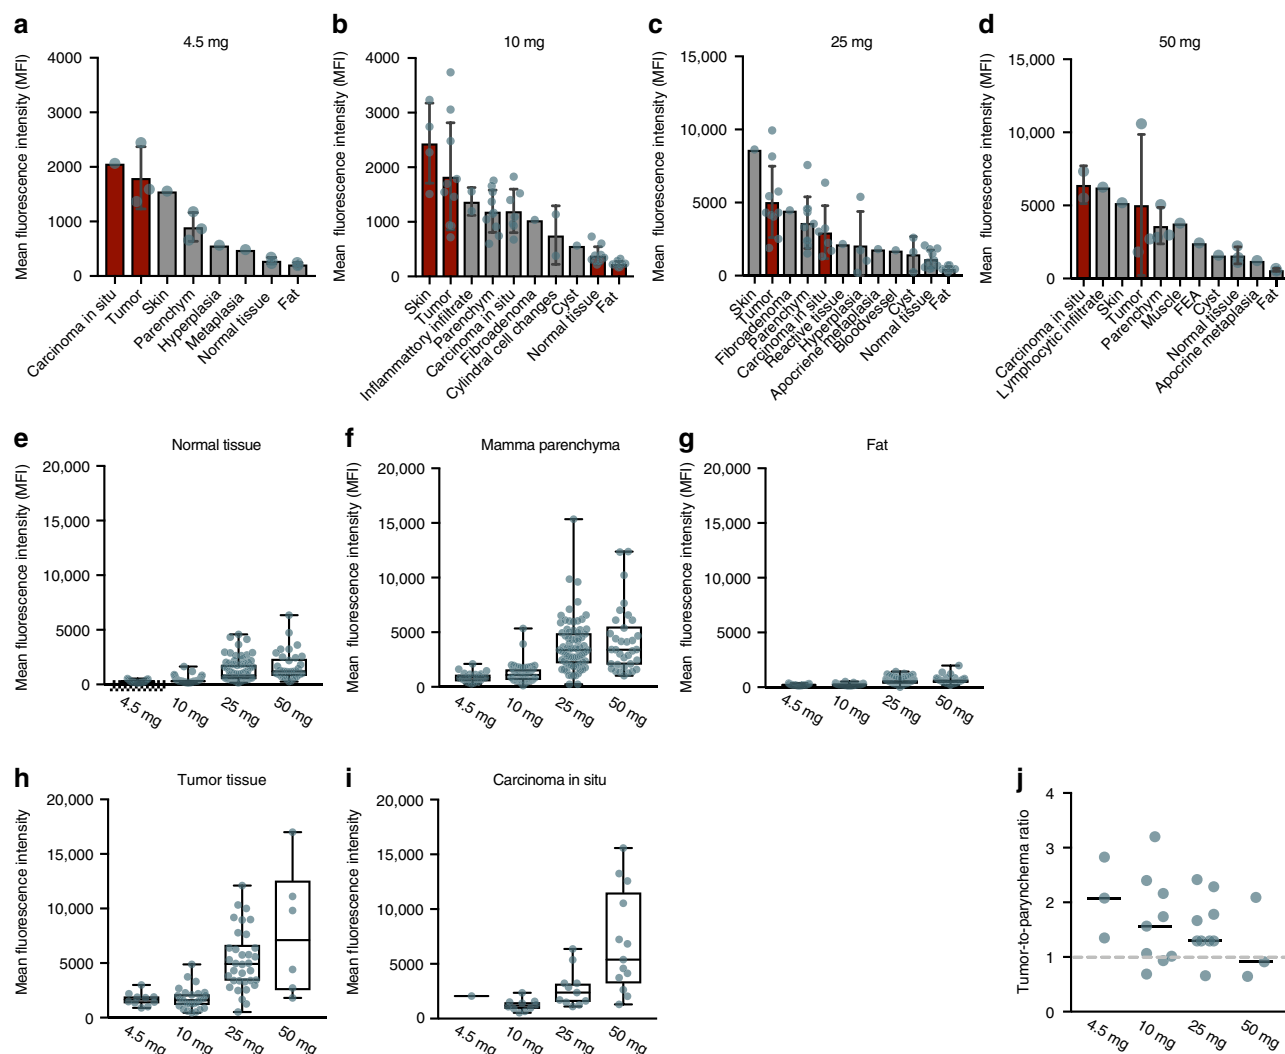 a
4.5 mg
Mean fluorescence intensity (MFI)
4000
3000
2000
1000
0
Carcinoma in situ
Tumor
Skin
Parenchym
Hyperplasia
Metaplasia
Normal tissue
Fat
b
10 mg
Mean fluorescence intensity (MFI)
4000
3000
2000
1000
0
Skin
Tumor
Inflammattory infiltrate
Parenchym
Carcinoma in situ
Fibroadenoma
Cylindral cell changes
Cyst
Normal tissue
Fat
c
25 mg
Mean fluorescence intensity (MFI)
15,000
10,000
5000
0
Skin
Tumor
Fibroadenoma
Parenchym
Carcinoma in situ
Reactive tissue
Hyperplasia
Apocriene metaplasia
Bloodvessel
Cyst
Normal tissue
Fat
d
50 mg
Mean fluorescence intensity (MFI)
15,000
10,000
5000
0
Carcinoma in situ
Lymphocytic infiltrate
Skin
Tumor
Parenchym
Muscle
FEA
Cyst
Normal tissue
Apocrine metaplasia
Fat
e
Normal tissue
Mean fluorescence intensity (MFI)
20,000
15,000
10,000
5000
0
4.5 mg
10 mg
25 mg
50 mg
f
Mamma parenchyma
Mean fluorescence intensity (MFI)
20,000
15,000
10,000
5000
0
4.5 mg
10 mg
25 mg
50 mg
g
Fat
Mean fluorescence intensity (MFI)
20,000
15,000
10,000
5000
0
4.5 mg
10 mg
25 mg
50 mg
h
Tumor tissue
Mean fluorescence intensity
20,000
15,000
10,000
5000
0
4.5 mg
10 mg
25 mg
50 mg
i
Carcinoma in situ
Mean fluorescence intensity
20,000
15,000
10,000
5000
0
4.5 mg
10 mg
25 mg
50 mg
j
Tumor-to-parynchema ratio
4
3
2
1
0
4.5 mg
10 mg
25 mg
50 mg